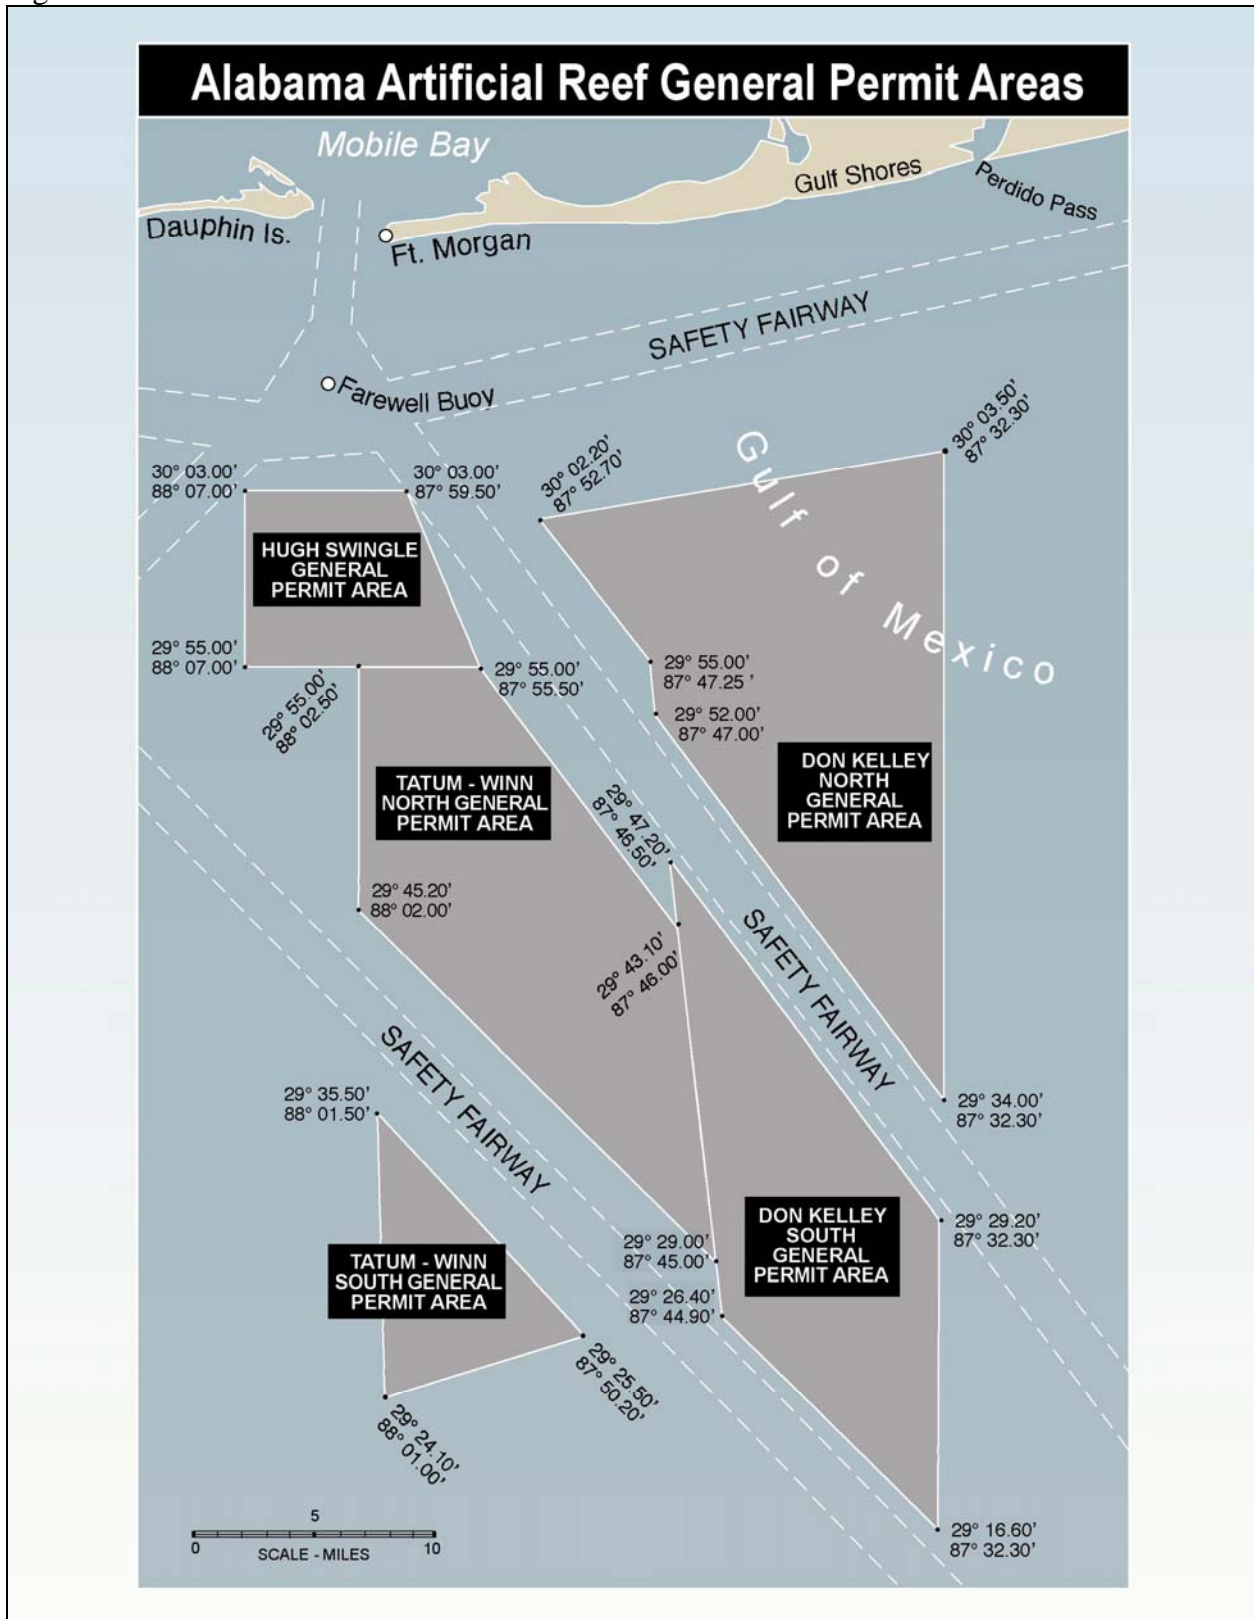 Alabama Artificial Reef General Permit Areas
Mobile Bay
Gulf Shores
Perdido Pass
Dauphin Is.
Ft. Morgan
SAFETY FAIRWAY
Farewell Buoy
30° 03.50’
87° 32.30’
30° 02.20’
87° 52.70’
Gulf of Mexico
30° 03.00’
88° 07.00’
30° 03.00’
87° 59.50’
HUGH SWINGLE
GENERAL
PERMIT AREA
29° 55.00’
88° 07.00’
29° 55.00’
88° 02.50’
29° 55.00’
87° 55.50’
29° 55.00’
87° 47.25 ’
29° 52.00’
87° 47.00’
TATUM - WINN
NORTH GENERAL
PERMIT AREA
DON KELLEY
NORTH
GENERAL
PERMIT AREA
29° 47.20’
87° 46.50’
29° 45.20’
88° 02.00’
29° 43.10’
87° 46.00’
SAFETY FAIRWAY
SAFETY FAIRWAY
29° 35.50’
88° 01.50’
29° 34.00’
87° 32.30’
DON KELLEY
SOUTH
GENERAL
PERMIT AREA
29° 29.20’
87° 32.30’
29° 29.00’
87° 45.00’
29° 26.40’
87° 44.90’
TATUM - WINN
SOUTH GENERAL
PERMIT AREA
29° 25.50’
87° 50.20’
29° 24.10’
88° 01.00’
29° 16.60’
87° 32.30’
5
0
10
SCALE - MILES